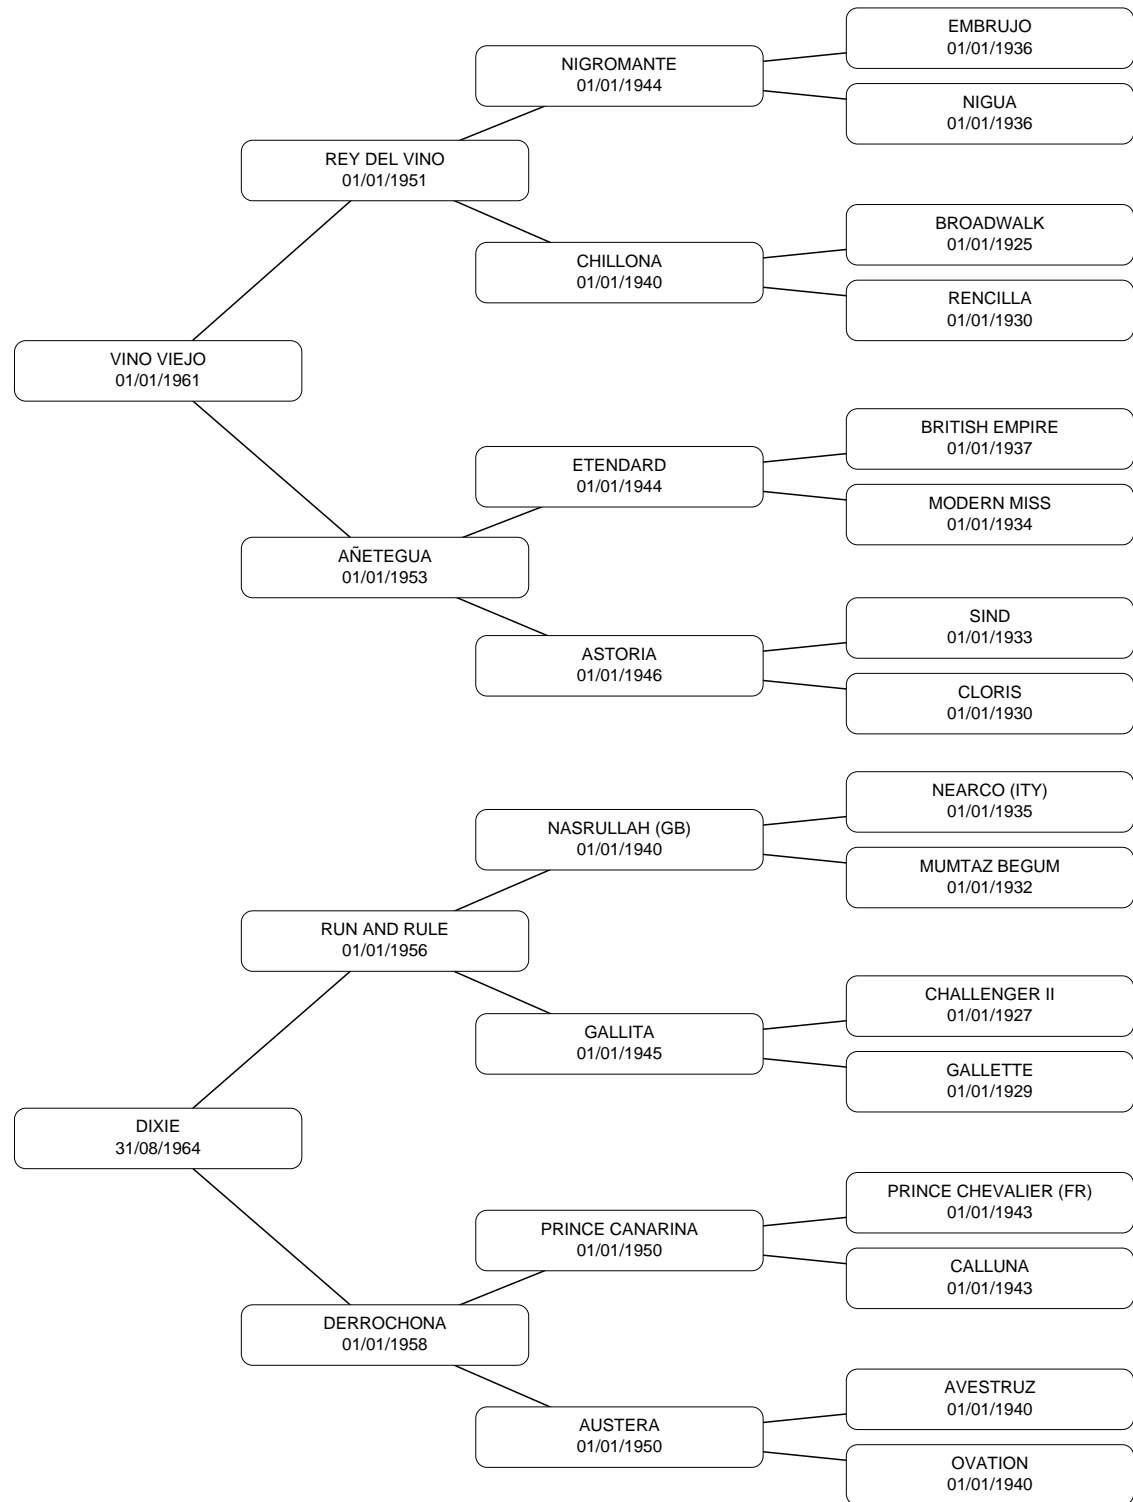 EMBRUJO
01/01/1936
NIGROMANTE
01/01/1944
NIGUA
01/01/1936
REY DEL VINO
01/01/1951
BROADWALK
01/01/1925
CHILLONA
01/01/1940
RENCILLA
01/01/1930
VINO VIEJO
01/01/1961
BRITISH EMPIRE
01/01/1937
ETENDARD
01/01/1944
MODERN MISS
01/01/1934
AÑETEGUA
01/01/1953
SIND
01/01/1933
ASTORIA
01/01/1946
CLORIS
01/01/1930
NEARCO (ITY)
01/01/1935
NASRULLAH (GB)
01/01/1940
MUMTAZ BEGUM
01/01/1932
RUN AND RULE
01/01/1956
CHALLENGER II
01/01/1927
GALLITA
01/01/1945
GALLETTE
01/01/1929
DIXIE
31/08/1964
PRINCE CHEVALIER (FR)
01/01/1943
PRINCE CANARINA
01/01/1950
CALLUNA
01/01/1943
DERROCHONA
01/01/1958
AVESTRUZ
01/01/1940
AUSTERA
01/01/1950
OVATION
01/01/1940